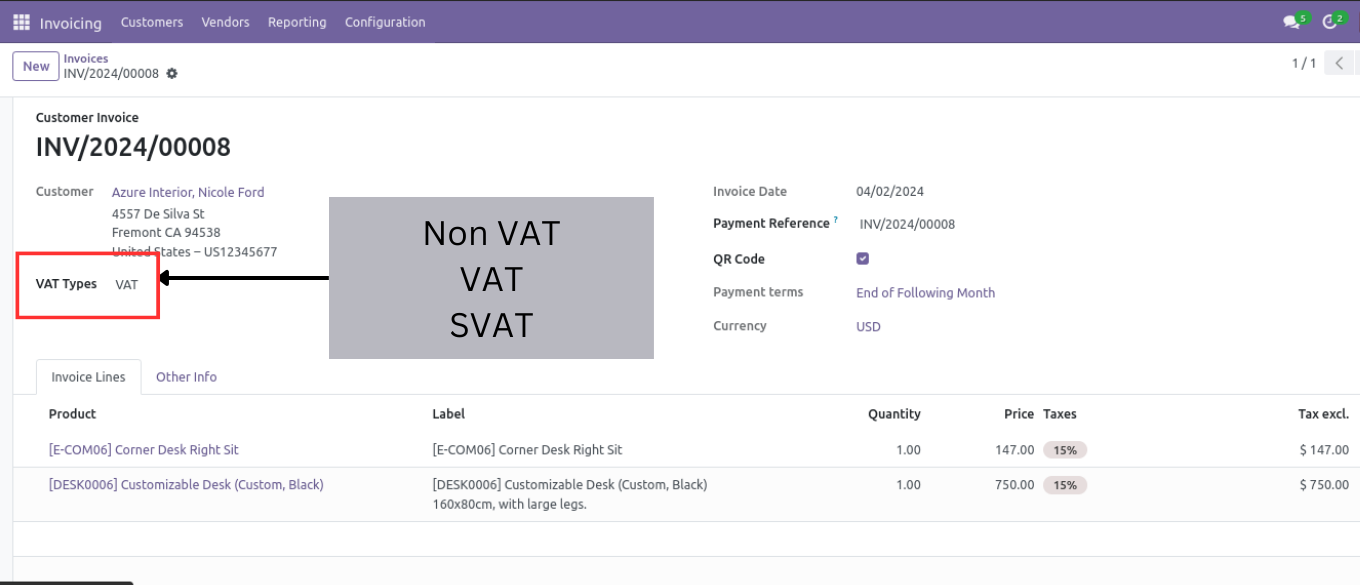 Invoicing Customers Vendors Reporting Configuration 5 2
New Invoices
INV/2024/00008
1 / 1
Customer Invoice
INV/2024/00008
Customer Azure Interior, Nicole Ford
4557 De Silva St
Fremont CA 94538
United States – US12345677
VAT Types VAT
Non VAT
VAT
SVAT
Invoice Date 04/02/2024
Payment Reference ? INV/2024/00008
QR Code
Payment terms End of Following Month
Currency USD
Invoice Lines Other Info
Product Label Quantity Price Taxes Tax excl.
[E-COM06] Corner Desk Right Sit [E-COM06] Corner Desk Right Sit 1.00 147.00 15% $ 147.00
[DESK0006] Customizable Desk (Custom, Black) [DESK0006] Customizable Desk (Custom, Black) 1.00 750.00 15% $ 750.00
160x80cm, with large legs.